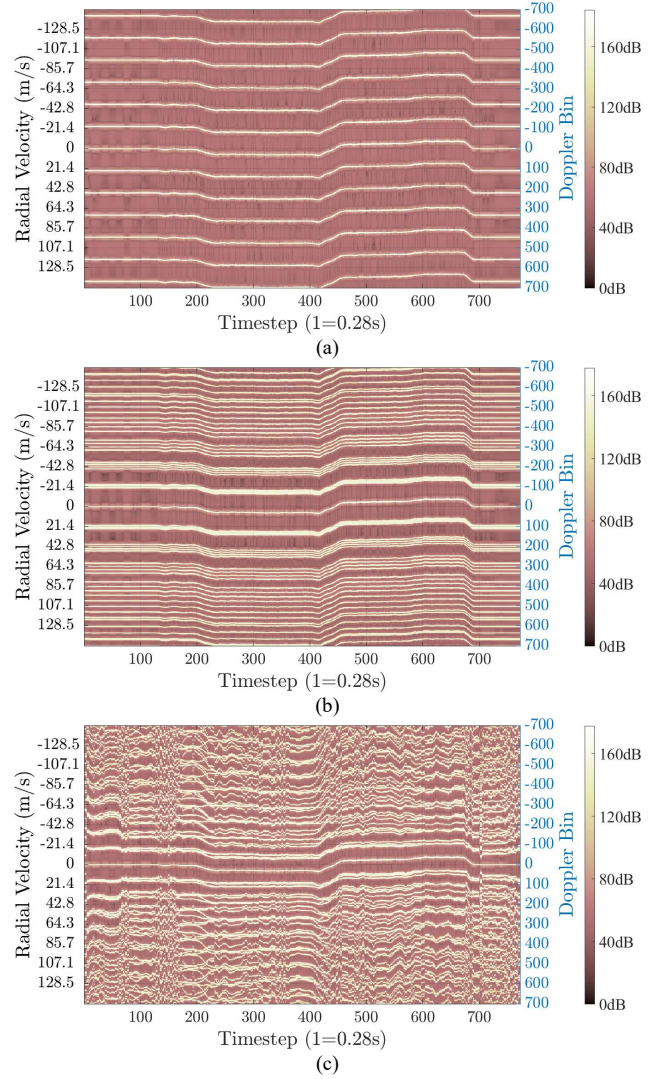 -700
-128.5 -600 160dB
-107.1 -500
-85.7 -400
-64.3 -300 120dB
-42.8 -200
-21.4 -100
Radial Velocity (m/s) 0 0 Doppler Bin 80dB
21.4 100
42.8 200
64.3 300
85.7 400 40dB
107.1 500
128.5 600
700 0dB
100 200 300 400 500 600 700
Timestep (1=0.28s)
(a)
-700
-128.5 -600 160dB
-107.1 -500
-85.7 -400
-64.3 -300 120dB
-42.8 -200
-21.4 -100
Radial Velocity (m/s) 0 0 Doppler Bin 80dB
21.4 100
42.8 200
64.3 300
85.7 400 40dB
107.1 500
128.5 600
700 0dB
100 200 300 400 500 600 700
Timestep (1=0.28s)
(b)
-700
-128.5 -600 160dB
-107.1 -500
-85.7 -400
-64.3 -300 120dB
-42.8 -200
-21.4 -100
Radial Velocity (m/s) 0 0 Doppler Bin 80dB
21.4 100
42.8 200
64.3 300
85.7 400 40dB
107.1 500
128.5 600
700 0dB
100 200 300 400 500 600 700
Timestep (1=0.28s)
(c)